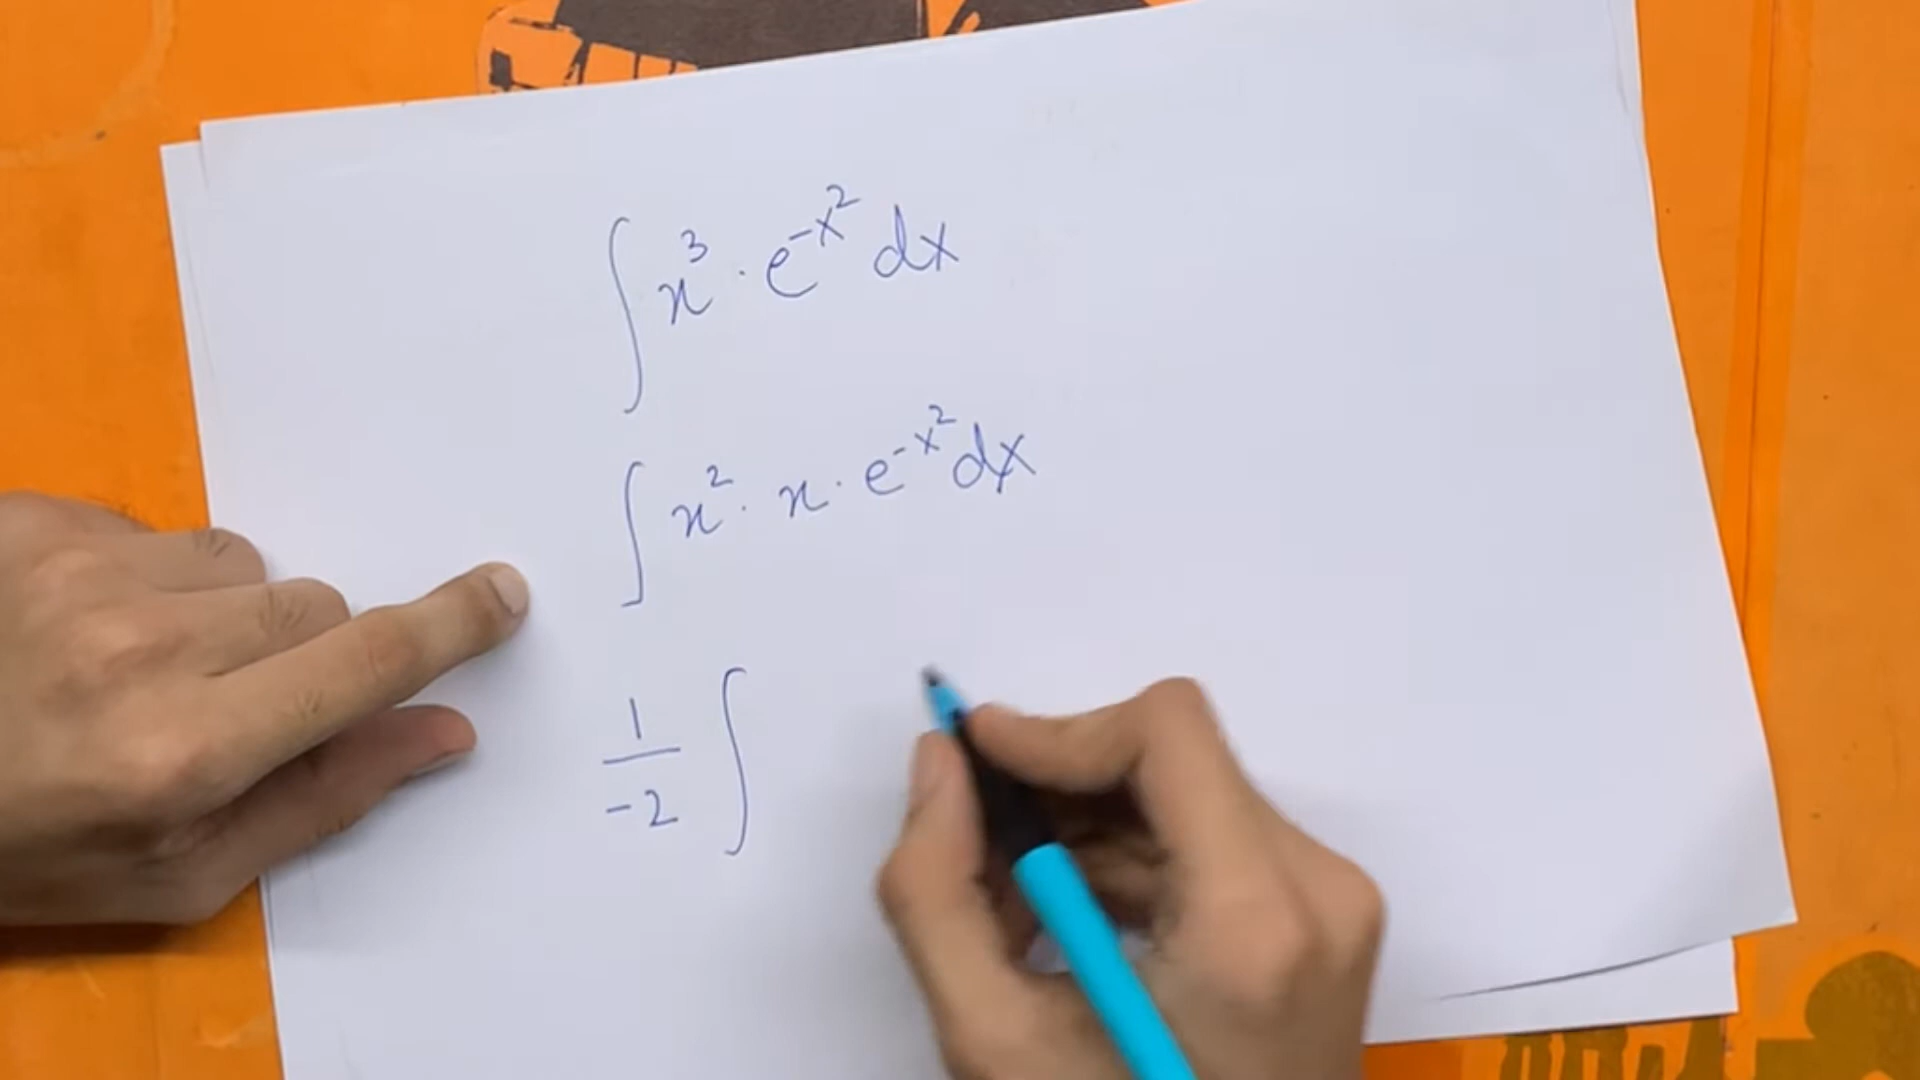 ∫ x³ · e^{-x²} dx
∫ x² · x · e^{-x²} dx
1/-2 ∫